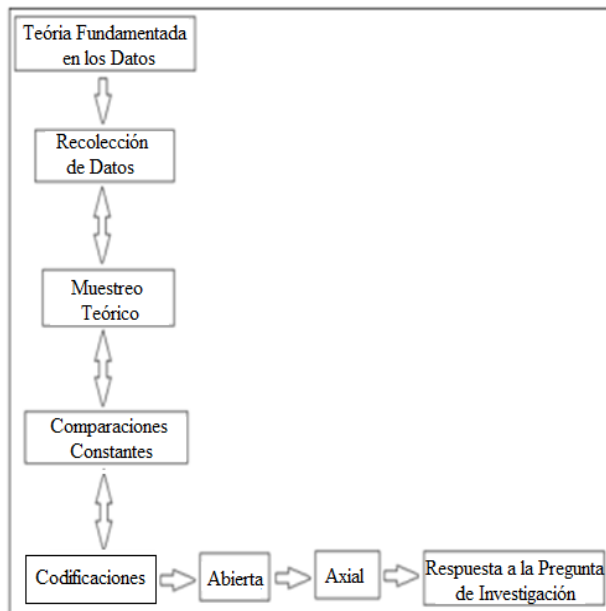 Teória Fundamentada
en los Datos
Recolección
de Datos
Muestreo
Teórico
Comparaciones
Constantes
Codificaciones
Abierta
Axial
Respuesta a la Pregunta
de Investigación